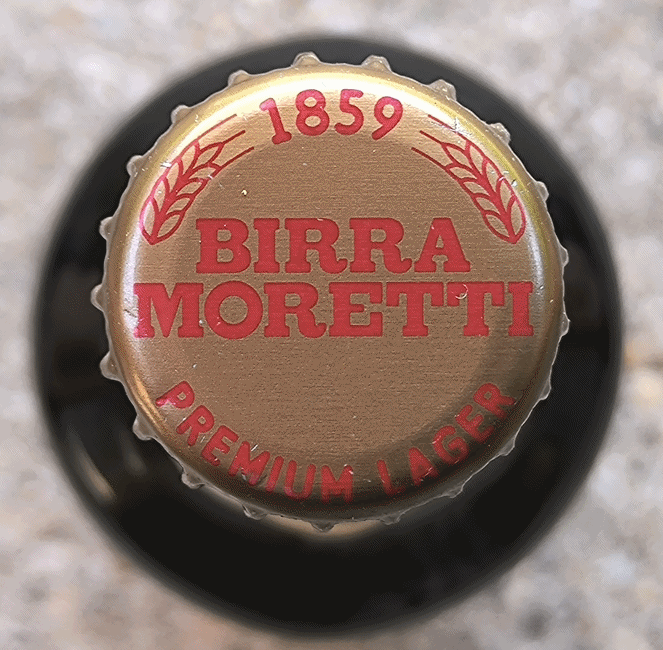 1859
BIRRA
MORETTI
PREMIUM LAGER